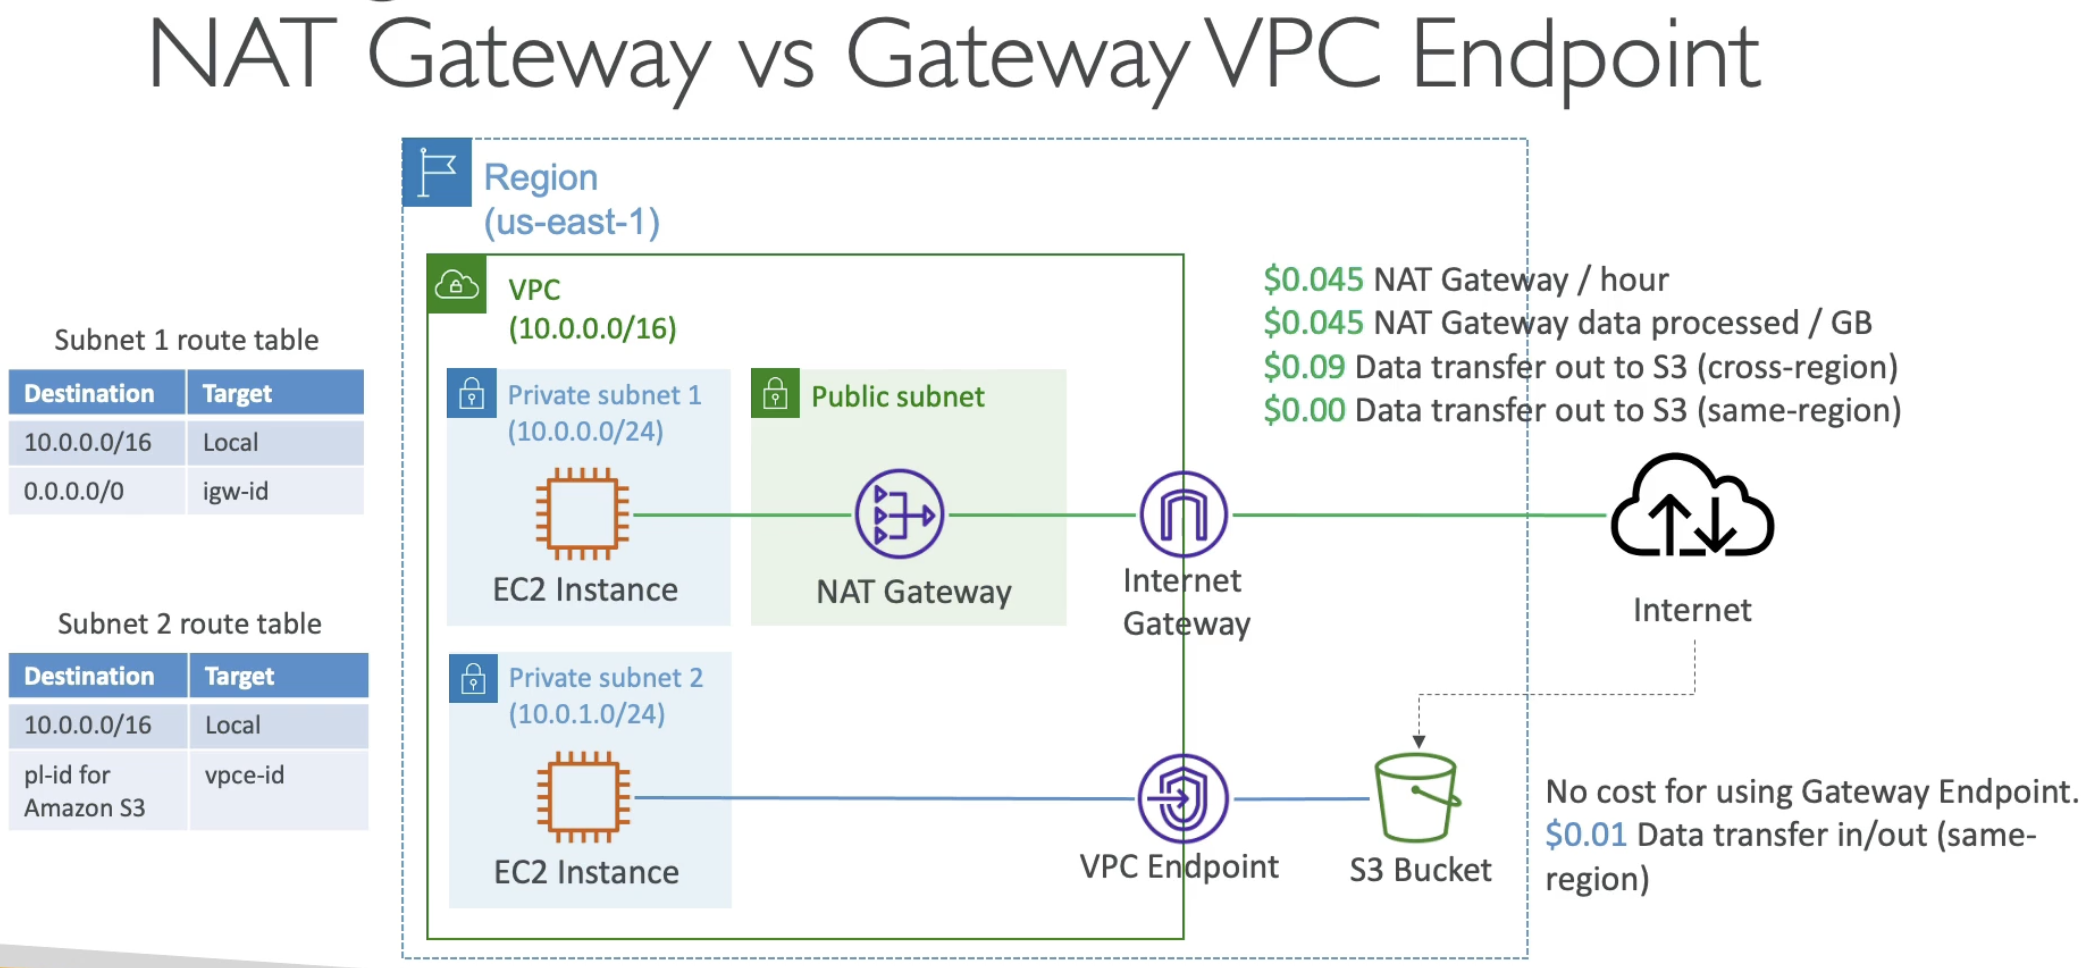 NAT Gateway vs Gateway VPC Endpoint
Region
(us-east-1)
VPC
(10.0.0.0/16)
$0.045 NAT Gateway / hour
$0.045 NAT Gateway data processed / GB
$0.09 Data transfer out to S3 (cross-region)
$0.00 Data transfer out to S3 (same-region)
Subnet 1 route table
Destination Target
10.0.0.0/16 Local
0.0.0.0/0 igw-id
Private subnet 1
(10.0.0.0/24)
EC2 Instance
Public subnet
NAT Gateway
Internet
Gateway
Internet
Subnet 2 route table
Destination Target
10.0.0.0/16 Local
pl-id for
Amazon S3
vpce-id
Private subnet 2
(10.0.1.0/24)
EC2 Instance
VPC Endpoint
S3 Bucket
No cost for using Gateway Endpoint.
$0.01 Data transfer in/out (same-
region)